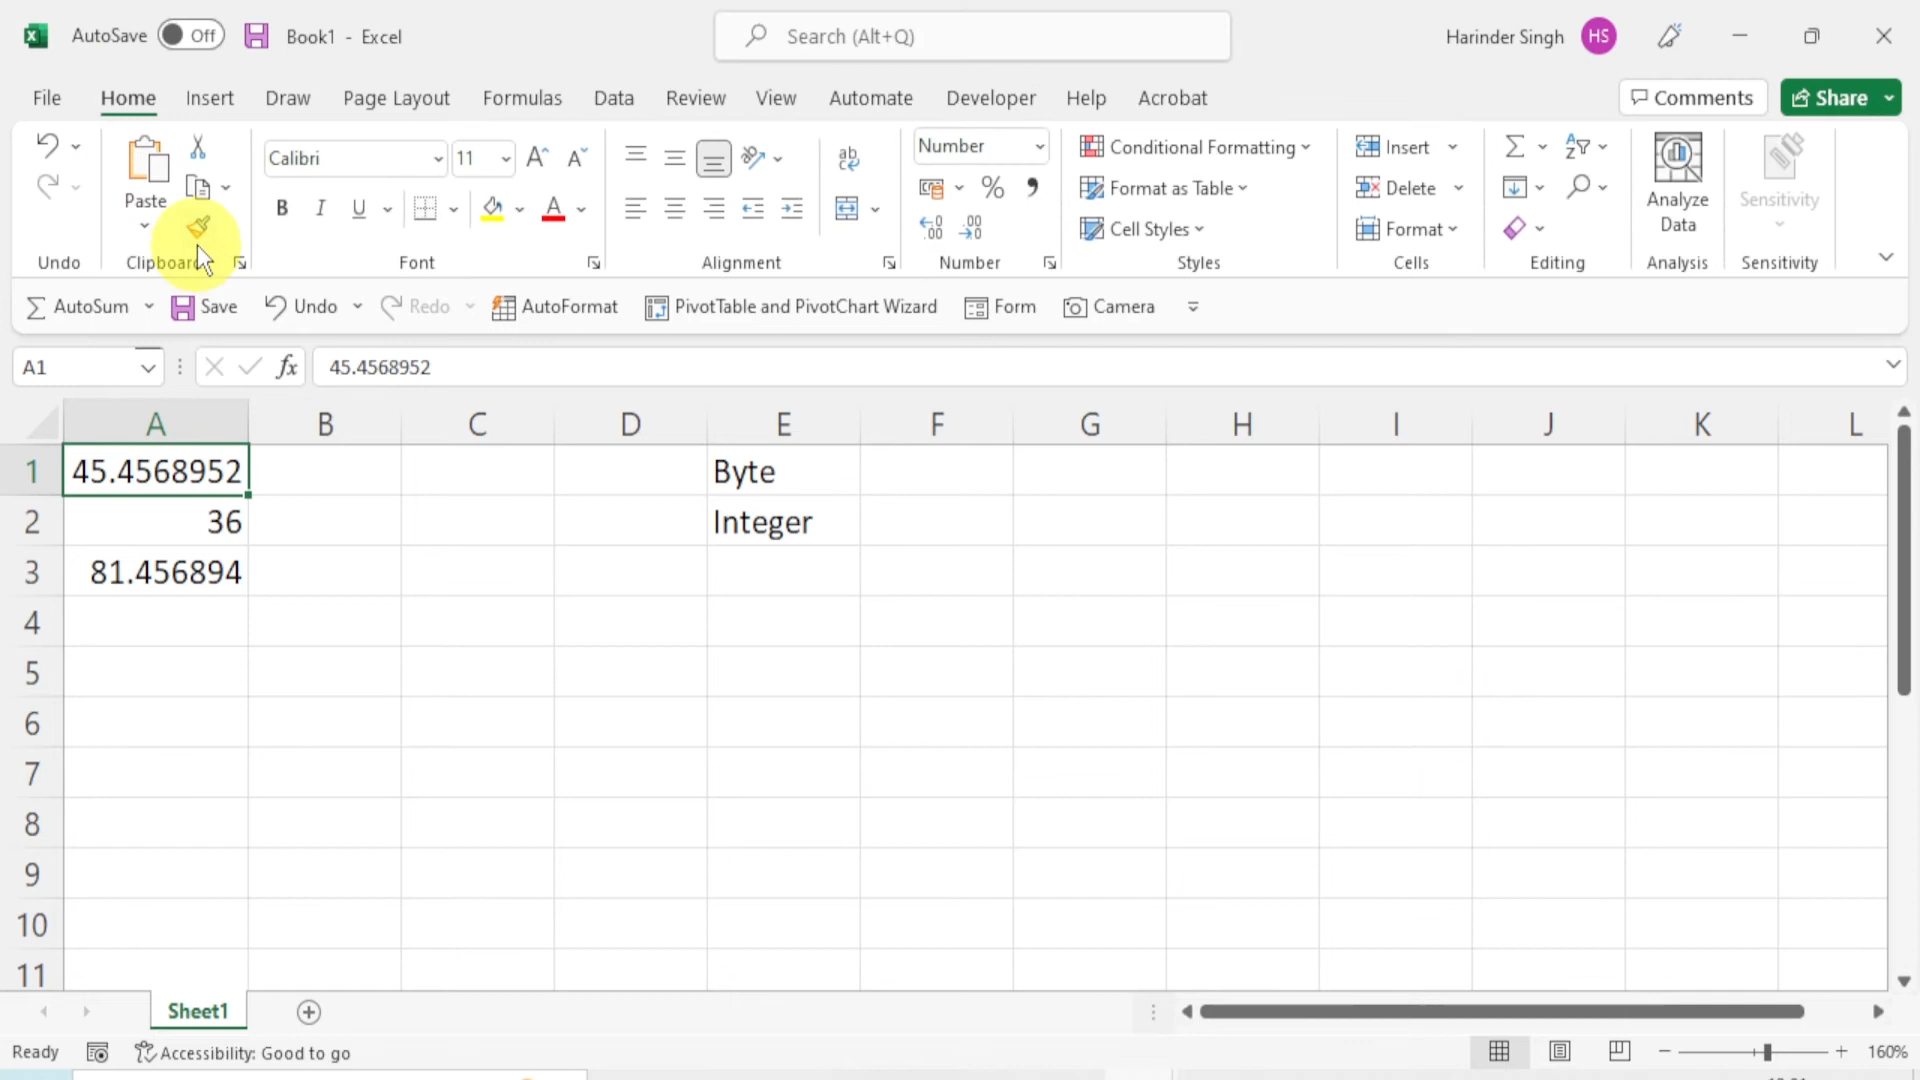 AutoSave Off Book1 - Excel Search (Alt+Q) Harinder Singh HS
File Home Insert Draw Page Layout Formulas Data Review View Automate Developer Help Acrobat Comments Share
Paste Calibri 11 ab Number % Conditional Formatting Insert Analyze Data Sensitivity
B I U A Format as Table Delete
Cell Styles Format
Undo Clipboard Font Alignment Number Styles Cells Editing Analysis Sensitivity
AutoSum Save Undo Redo AutoFormat PivotTable and PivotChart Wizard Form Camera
A1 fx 45.4568952
A B C D E F G H I J K L
1 45.4568952 Byte
2 36 Integer
3 81.456894
4
5
6
7
8
9
10
11
Sheet1
Ready Accessibility: Good to go 160%